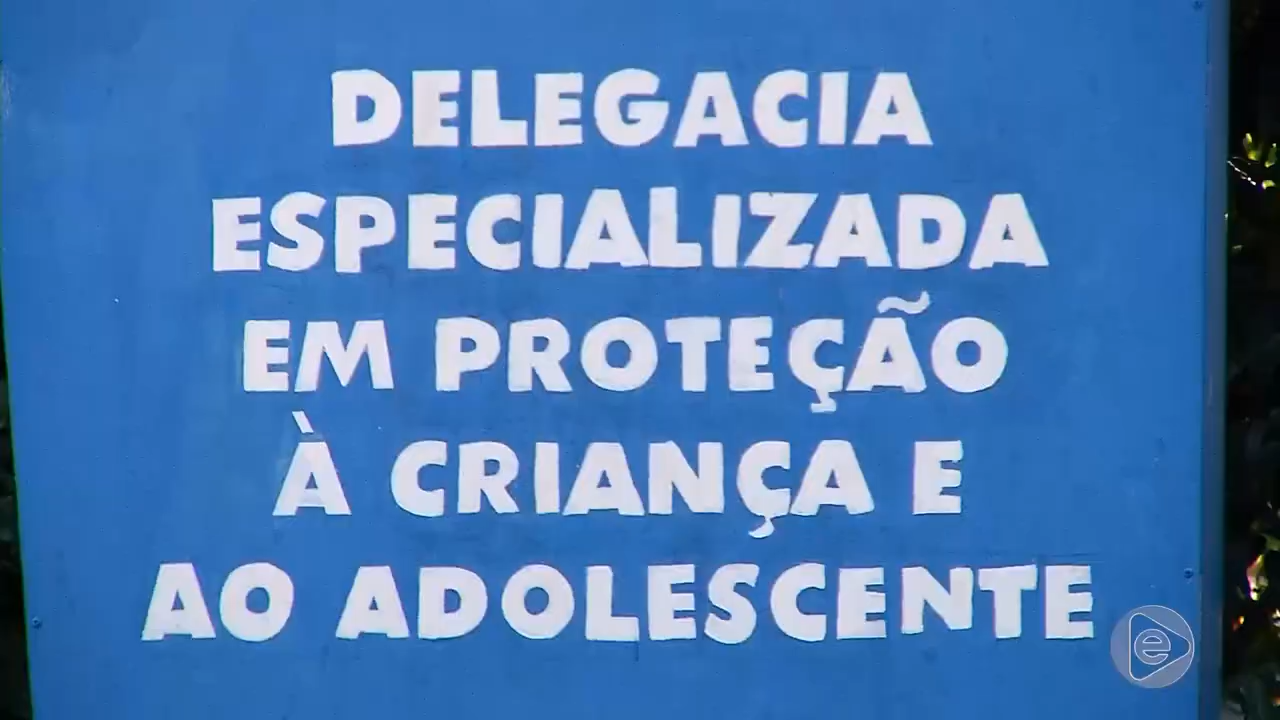 DELEGACIA
ESPECIALIZADA
EM PROTEÇÃO
À CRIANÇA E
AO ADOLESCENTE
e